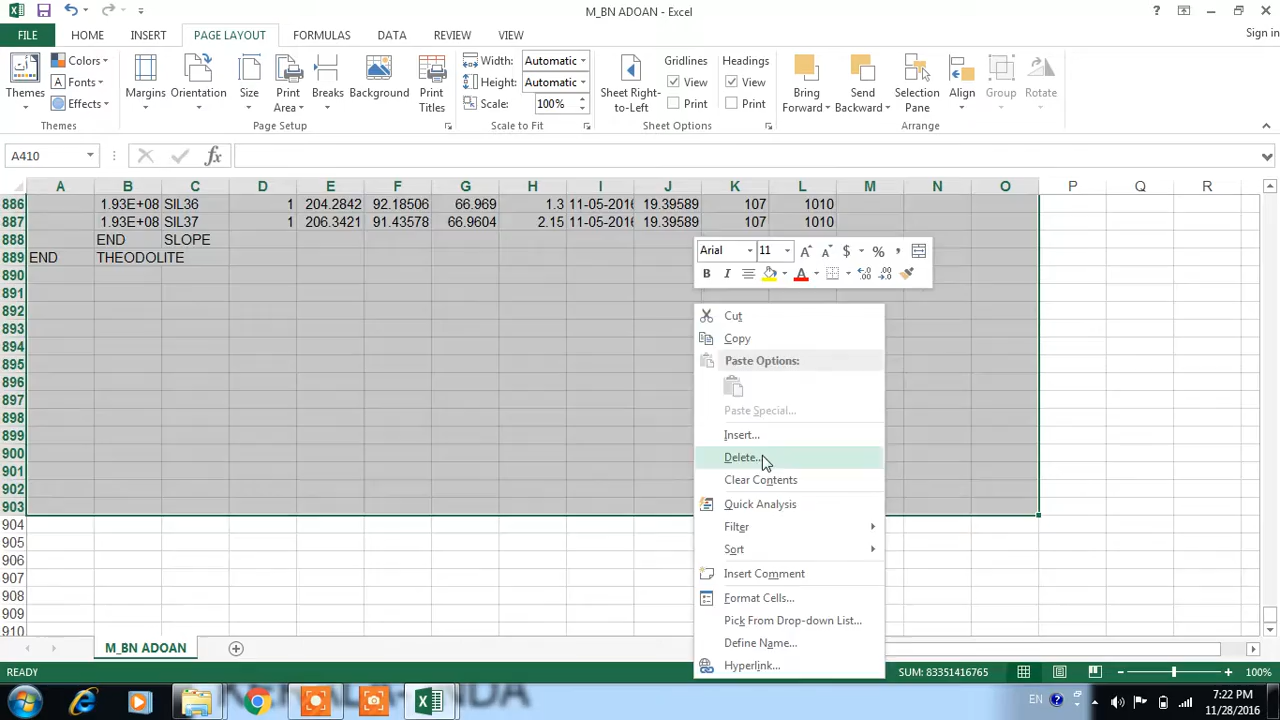 M_BN ADOAN - Excel
FILE HOME INSERT PAGE LAYOUT FORMULAS DATA REVIEW VIEW Sign in
Themes
Colors
Fonts
Effects
Themes
Margins Orientation Size Print Area Breaks Background Print Titles
Page Setup
Width: Automatic
Height: Automatic
Scale: 100%
Scale to Fit
Sheet Right-to-Left
Gridlines
View
Print
Headings
View
Print
Sheet Options
Bring Forward Send Backward Selection Pane Align Group Rotate
Arrange
A410
A B C D E F G H I J K L M N O P Q R
886 1.93E+08 SIL36 1 204.2842 92.18506 66.969 1.3 11-05-2016 19.39589 107 1010
887 1.93E+08 SIL37 1 206.3421 91.43578 66.9604 2.15 11-05-2016 19.39589 107 1010
888 END SLOPE
889 END THEODOLITE
890
891
892
893
894
895
896
897
898
899
900
901
902
903
904
905
906
907
908
909
910
Arial 11 A A $ % ,
B I A
Cut
Copy
Paste Options:
Paste Special...
Insert...
Delete...
Clear Contents
Quick Analysis
Filter
Sort
Insert Comment
Format Cells...
Pick From Drop-down List...
Define Name...
Hyperlink...
M_BN ADOAN
READY SUM: 83351416765 100%
EN 7:22 PM
11/28/2016